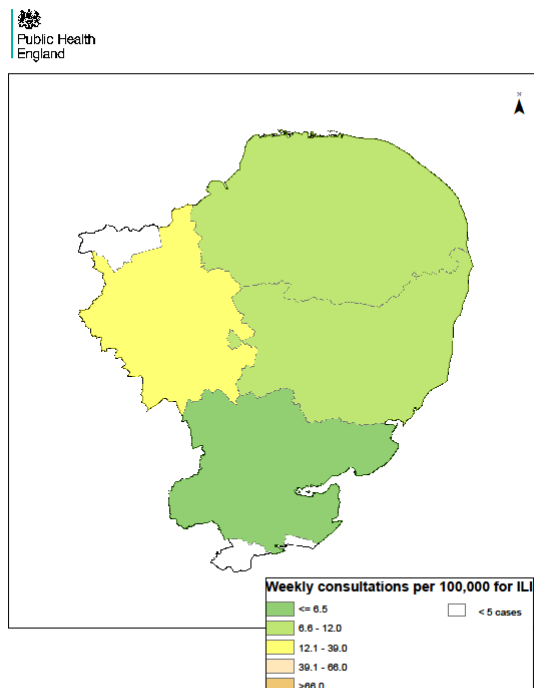 Public Health
England
N
Weekly consultations per 100,000 for ILI
<= 6.5
< 5 cases
6.6 - 12.0
12.1 - 39.0
39.1 - 66.0
>66.0